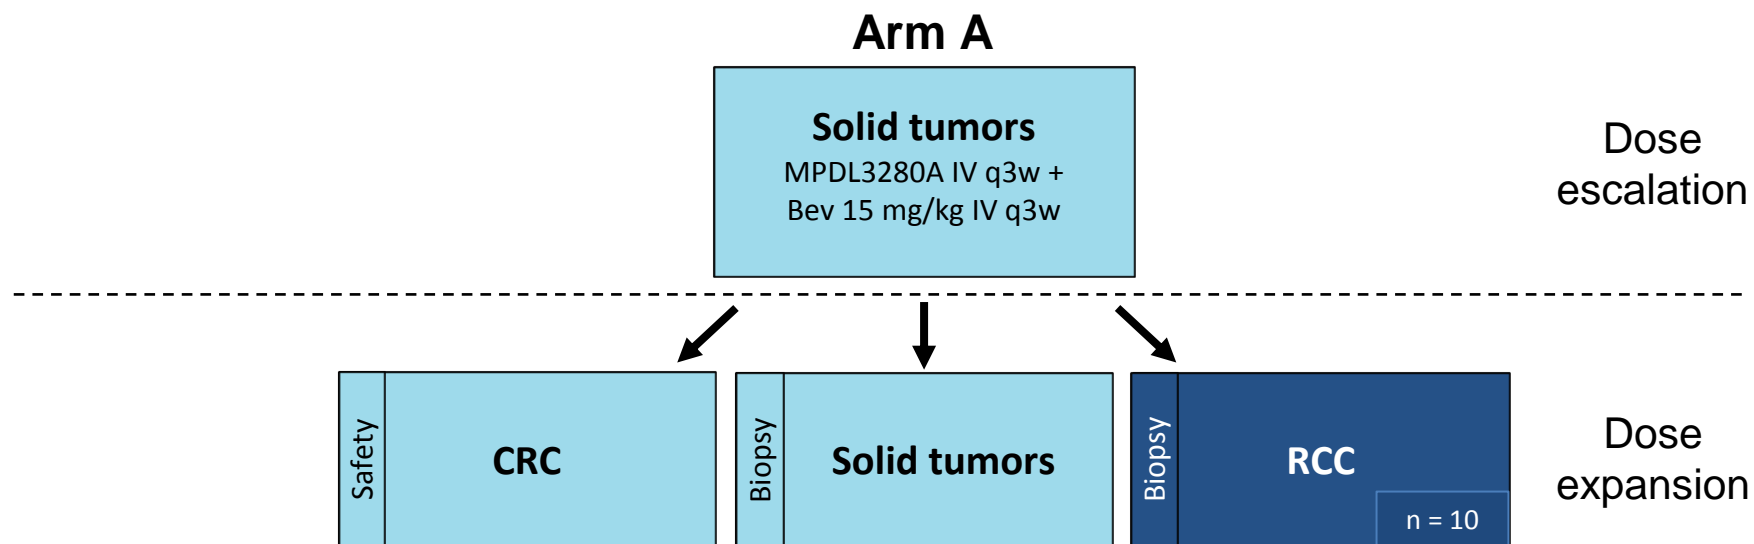 Arm A
Solid tumors
MPDL3280A IV q3w +
Bev 15 mg/kg IV q3w
Dose
escalation
Safety
CRC
Biopsy
Solid tumors
Biopsy
RCC
n = 10
Dose
expansion